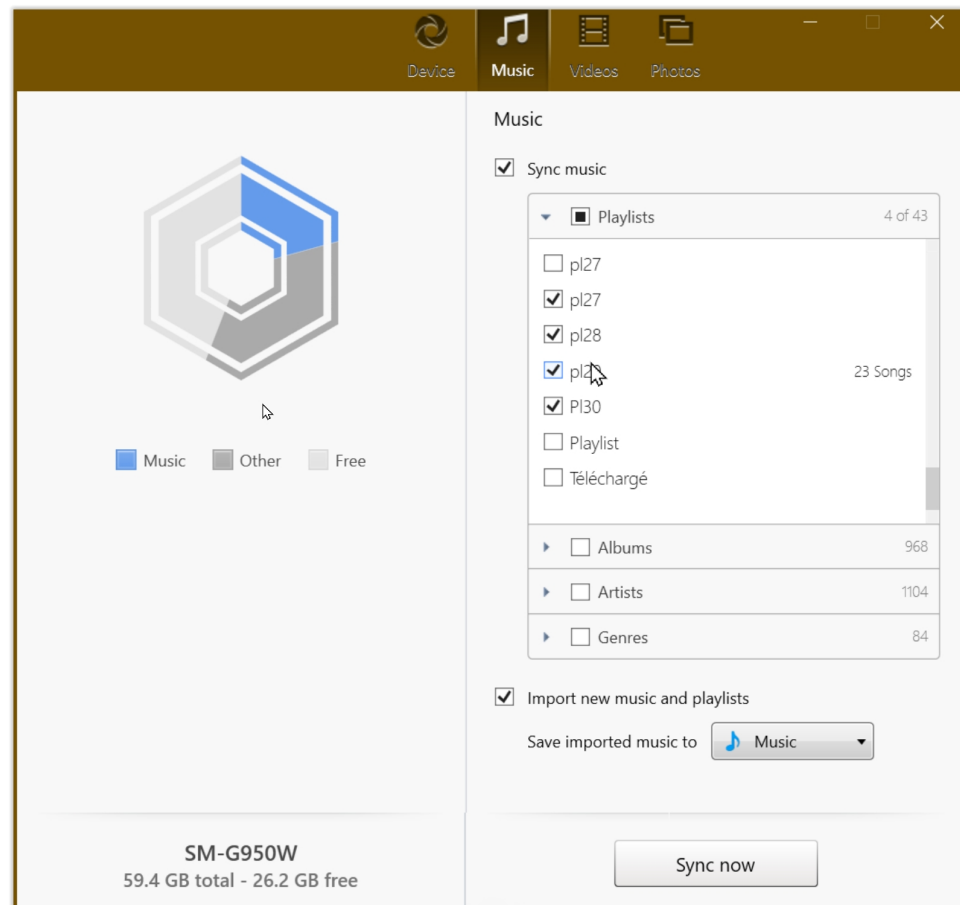 Device Music Videos Photos
Music
Sync music
Playlists 4 of 43
pl27
pl27
pl28
23 Songs
Pl30
Playlist
Téléchargé
Albums 968
Artists 1104
Genres 84
Import new music and playlists
Save imported music to Music
Music Other Free
SM-G950W
59.4 GB total - 26.2 GB free
Sync now